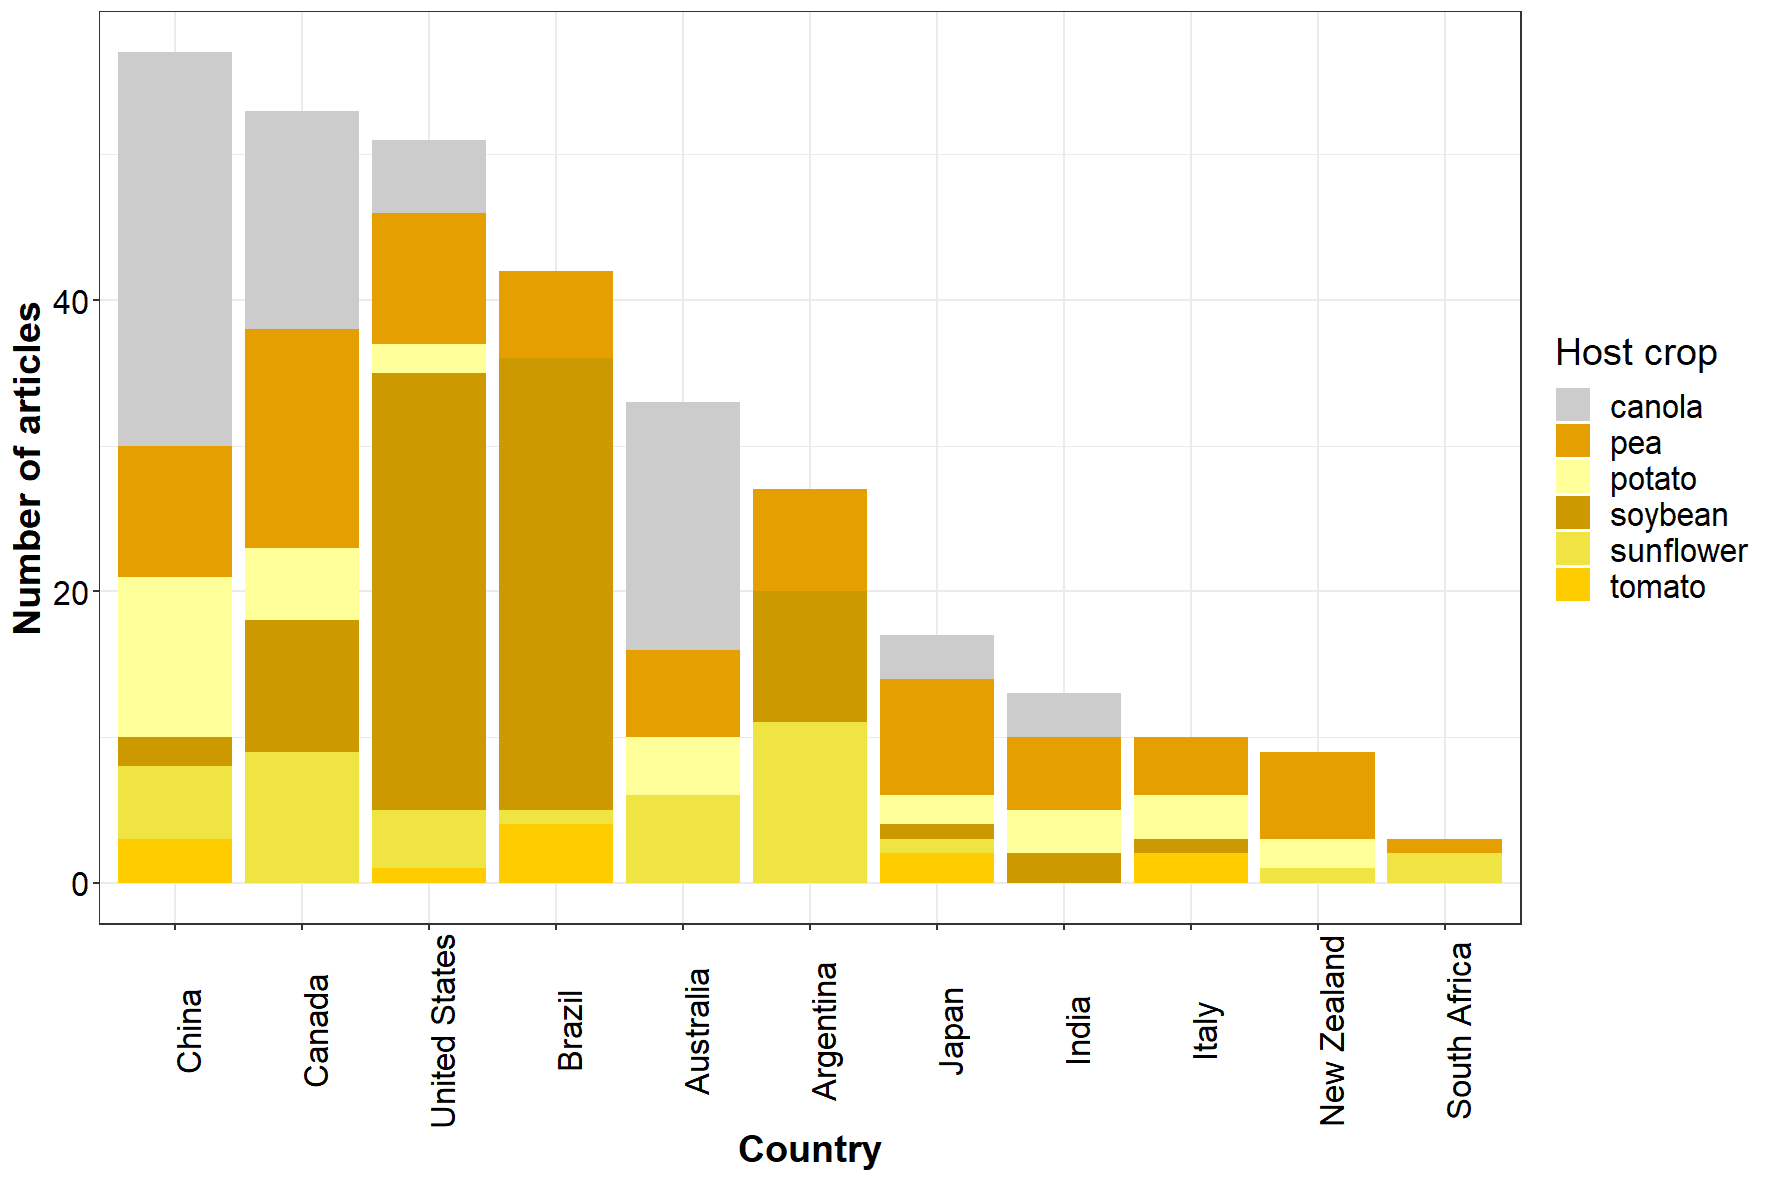 Number of articles
40
20
0
China
Canada
United States
Brazil
Australia
Argentina
Japan
India
Italy
New Zealand
South Africa
Country
Host crop
canola
pea
potato
soybean
sunflower
tomato